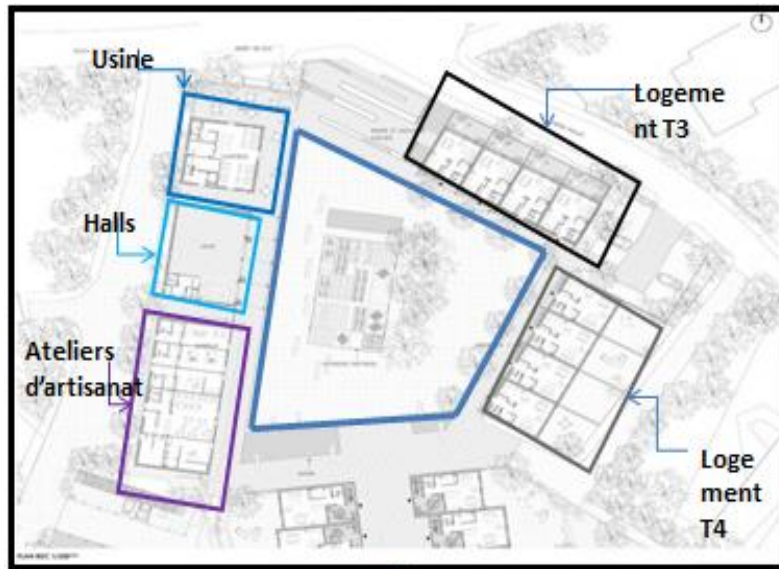 Usine
Logeme
nt T3
Halls
Ateliers
d'artisanat
Loge
ment
T4